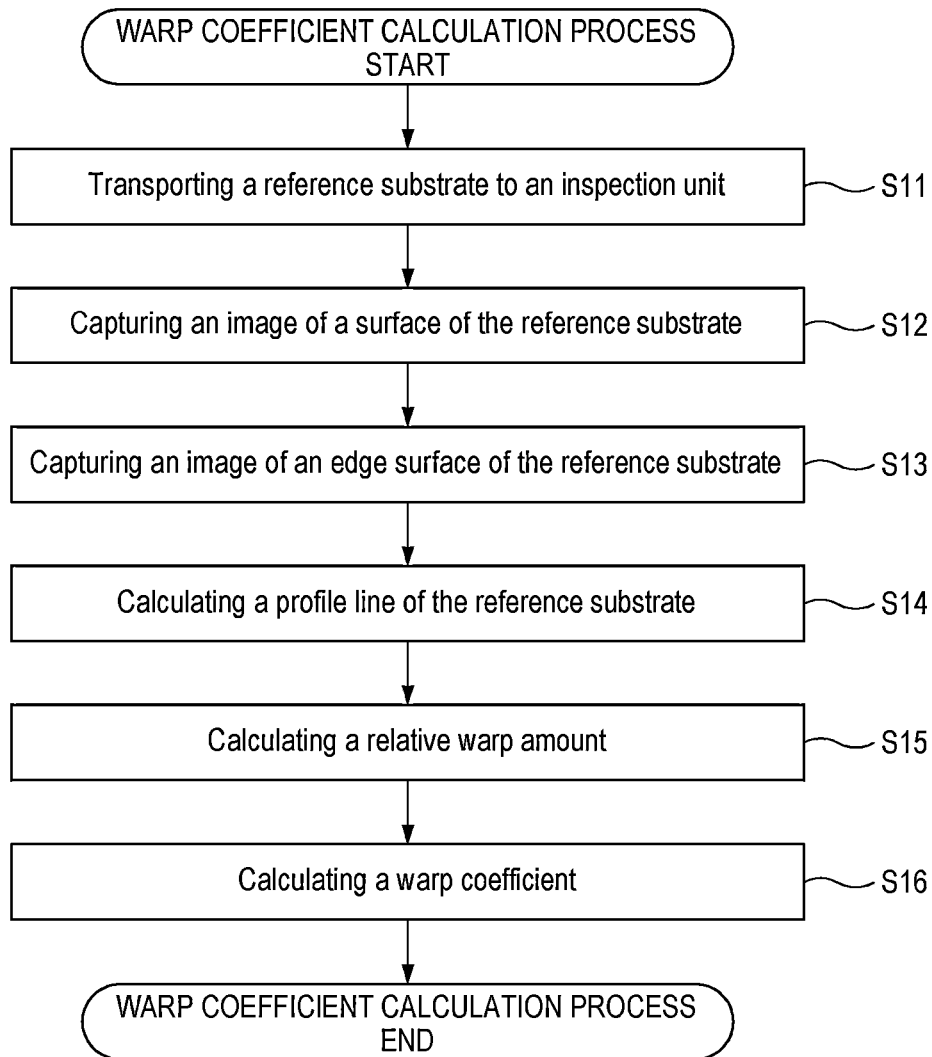 WARP COEFFICIENT CALCULATION PROCESS
START
Transporting a reference substrate to an inspection unit
S11
Capturing an image of a surface of the reference substrate
S12
Capturing an image of an edge surface of the reference substrate
S13
Calculating a profile line of the reference substrate
S14
Calculating a relative warp amount
S15
Calculating a warp coefficient
S16
WARP COEFFICIENT CALCULATION PROCESS
END